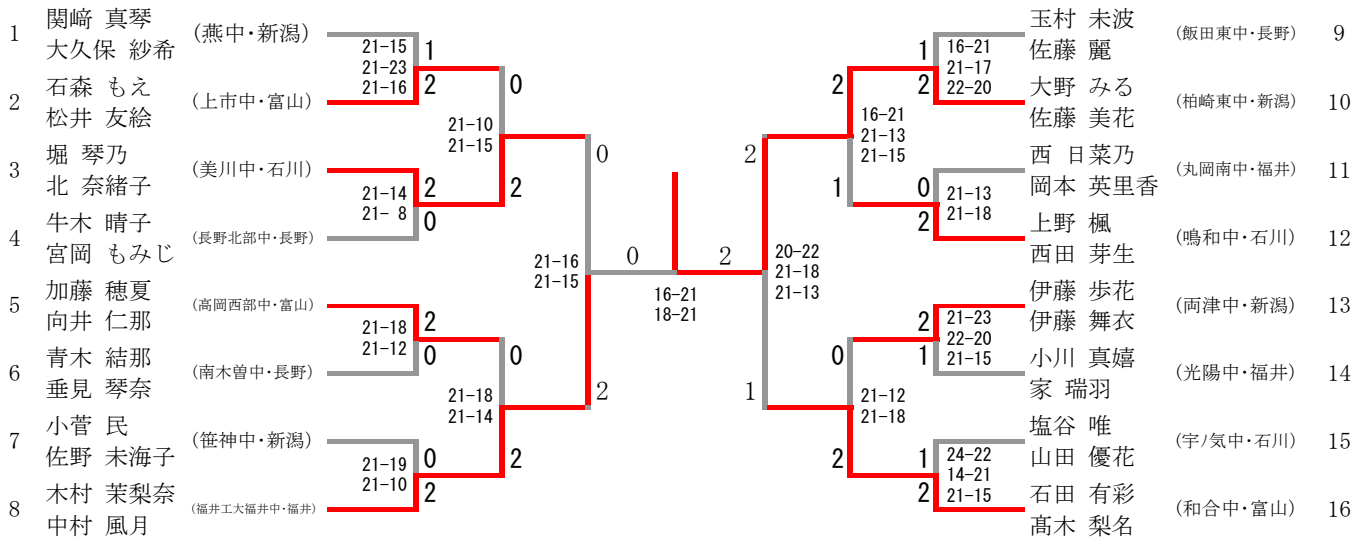 1
関﨑 真琴
大久保 紗希
(燕中・新潟)
2
石森 もえ
松井 友絵
(上市中・富山)
3
堀 琴乃
北 奈緒子
(美川中・石川)
4
牛木 晴子
宮岡 もみじ
(長野北部中・長野)
5
加藤 穂夏
向井 仁那
(高岡西部中・富山)
6
青木 結那
垂見 琴奈
(南木曽中・長野)
7
小菅 民
佐野 未海子
(笹神中・新潟)
8
木村 茉梨奈
中村 風月
(福井工大福井中・福井)
21-15
21-23
21-16
1
2
21-14
21- 8
2
0
21-18
21-12
2
0
21-19
21-10
0
2
21-10
21-15
0
2
21-18
21-14
0
2
21-16
21-15
0
2
0
2
16-21
18-21
20-22
21-18
21-13
2
1
16-21
21-13
21-15
2
1
21-12
21-18
0
2
1
2
16-21
21-17
22-20
0
2
21-13
21-18
2
1
21-23
22-20
21-15
1
2
24-22
14-21
21-15
玉村 未波
佐藤 麗
(飯田東中・長野)
9
大野 みる
佐藤 美花
(柏崎東中・新潟)
10
西 日菜乃
岡本 英里香
(丸岡南中・福井)
11
上野 楓
西田 芽生
(鳴和中・石川)
12
伊藤 歩花
伊藤 舞衣
(両津中・新潟)
13
小川 真嬉
家 瑞羽
(光陽中・福井)
14
塩谷 唯
山田 優花
(宇ノ気中・石川)
15
石田 有彩
髙木 梨名
(和合中・富山)
16